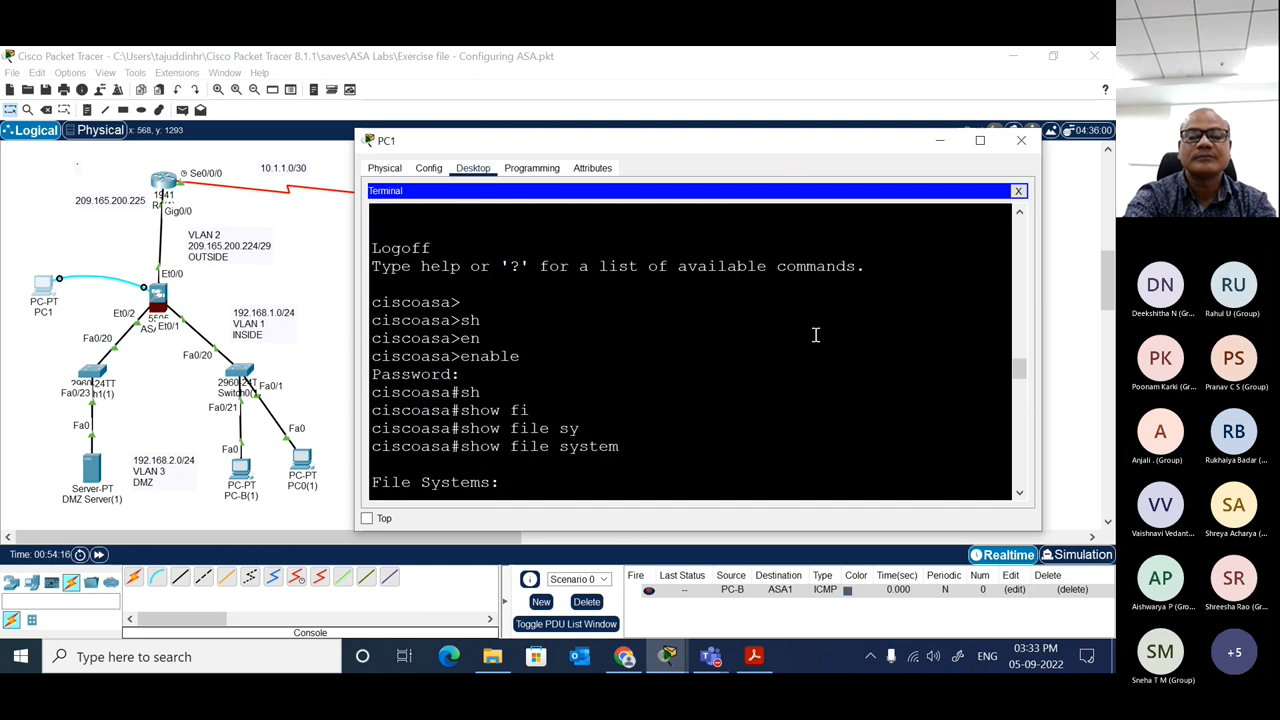 Cisco Packet Tracer - C:\Users\tajuddinhr\Cisco Packet Tracer 8.1.1\saves\ASA Labs\Exercise file - Configuring ASA.pkt
File Edit Options View Tools Extensions Window Help
?
Logical Physical x: 568, y: 1293
04:36:00
PC1
Physical Config Desktop Programming Attributes
Terminal X
Logoff
Type help or '?' for a list of available commands.
ciscoasa>
ciscoasa>sh
ciscoasa>en
ciscoasa>enable
Password:
ciscoasa#sh
ciscoasa#show fi
ciscoasa#show file sy
ciscoasa#show file system
File Systems:
Top
Se0/0/0
10.1.1.0/30
1941
209.165.200.225
Gig0/0
VLAN 2
209.165.200.224/29
OUTSIDE
Et0/0
PC-PT
PC1
5505
Et0/2
Et0/1
192.168.1.0/24
VLAN 1
INSIDE
Fa0/20
Fa0/20
2960-24TT
Fa0/23
Fa0/1
Fa0/21
Fa0
Fa0
Fa0
192.168.2.0/24
VLAN 3
DMZ
Server-PT
DMZ Server(1)
PC-PT
PC-B(1)
PC-PT
PC0(1)
Time: 00:54:16
Realtime Simulation
Scenario 0
New Delete
Toggle PDU List Window
Fire Last Status Source Destination Type Color Time(sec) Periodic Num Edit Delete
-- PC-B ASA1 ICMP 0.000 N 0 (edit) (delete)
Console
Type here to search
ENG
03:33 PM
05-09-2022
DN
Deekshitha N (Group)
RU
Rahul U (Group)
PK
Poonam Karki (Gr...
PS
Pranav C S (Group)
A
Anjali . (Group)
RB
Rukhaiya Badar (Gr...
VV
Vaishnavi Vedant...
SA
Shreya Acharya (Gr...
AP
Aishwarya P (Grou...
SR
Shreesha Rao (Gro...
SM
Sneha T M (Group)
+5